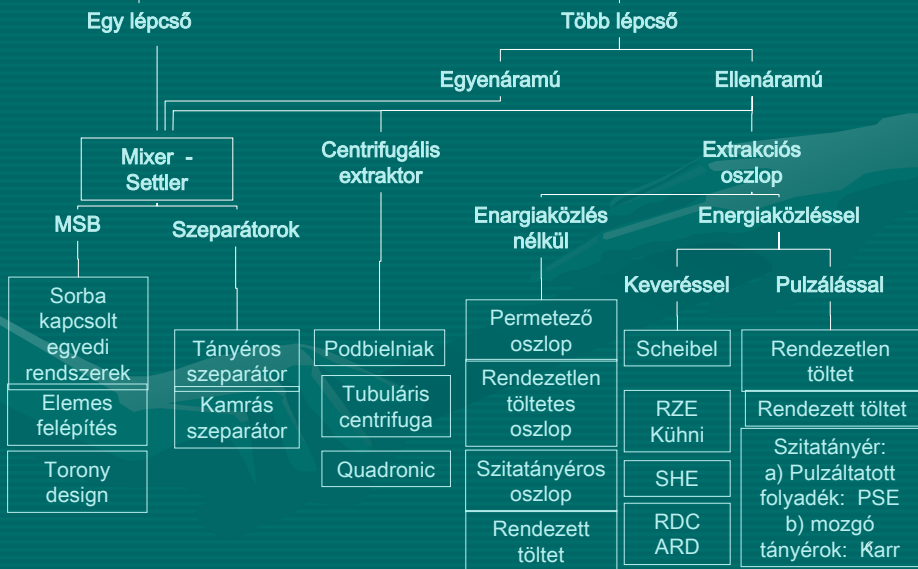 Egy lépcső
Több lépcső
Egyenáramú
Ellenáramú
Mixer -
Settler
Centrifugális
extraktor
Extrakciós
oszlop
MSB
Szeparátorok
Enargiaközlés
nélkül
Energiaközléssel
Keveréssel
Pulzálással
Sorba
kapcsolt
egyedi
rendszerek
Elemes
felépítés
Torony
design
Tányéros
szeparátor
Kamrás
szeparátor
Podbielniak
Tubuláris
centrifuga
Quadronic
Permetező
oszlop
Rendezetlen
töltetes
oszlop
Szitatányéros
oszlop
Rendezett
töltet
Scheibel
RZE
Kühni
SHE
RDC
ARD
Rendezetlen
töltet
Rendezett töltet
Szitatányér:
a) Pulzáltatott
folyadék: PSE
b) mozgó
tányérok: Karr